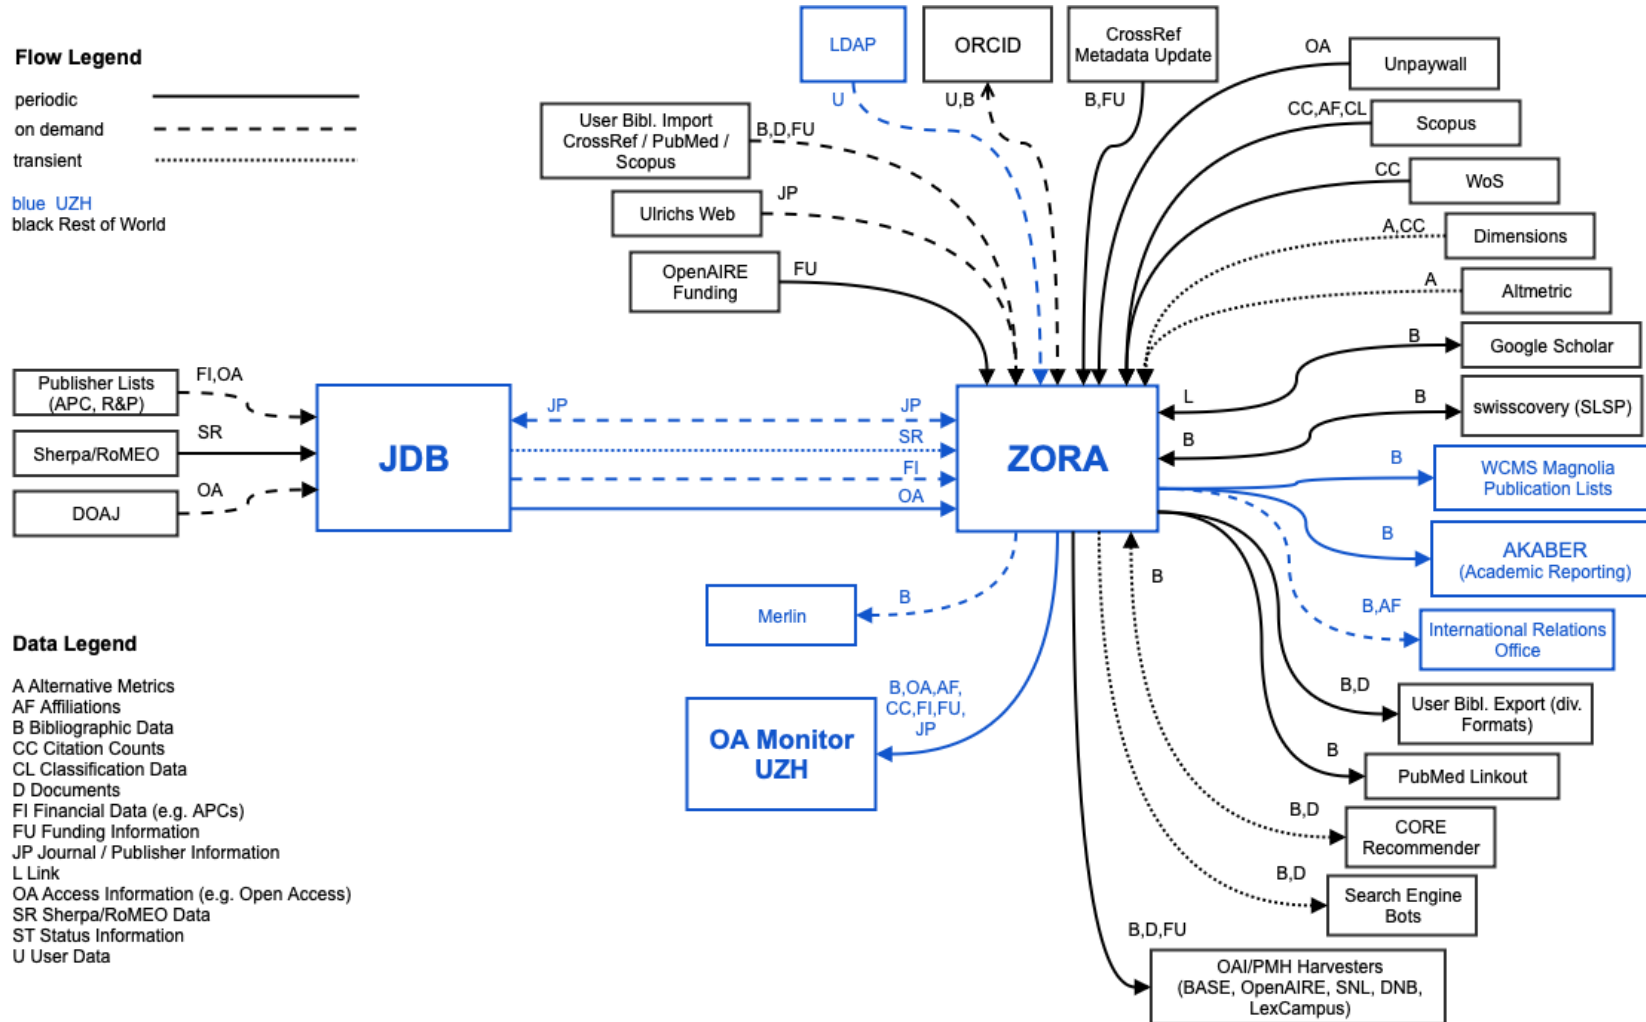 Flow Legend
periodic
on demand
transient
blue  UZH
black Rest of World
LDAP
U
ORCID
U,B
CrossRef
Metadata Update
B,FU
OA
Unpaywall
CC,AF,CL
Scopus
CC
WoS
A,CC
Dimensions
A
Altmetric
User Bibl. Import
CrossRef / PubMed /
Scopus
B,D,FU
Ulrichs Web
JP
OpenAIRE
Funding
FU
B
Google Scholar
L
B
swisscovery (SLSP)
B
Publisher Lists
(APC, R&P)
FI,OA
Sherpa/RoMEO
SR
DOAJ
OA
JDB
JP
JP
SR
FI
OA
ZORA
B
WCMS Magnolia
Publication Lists
B
AKABER
(Academic Reporting)
B,AF
International Relations
Office
B
Merlin
B
B,OA,AF,
CC,FI,FU,
JP
OA Monitor
UZH
B,D
User Bibl. Export (div.
Formats)
B
PubMed Linkout
B,D
CORE
Recommender
B,D
Search Engine
Bots
B,D,FU
OAI/PMH Harvesters
(BASE, OpenAIRE, SNL, DNB,
LexCampus)
Data Legend
A Alternative Metrics
AF Affiliations
B Bibliographic Data
CC Citation Counts
CL Classification Data
D Documents
FI Financial Data (e.g. APCs)
FU Funding Information
JP Journal / Publisher Information
L Link
OA Access Information (e.g. Open Access)
SR Sherpa/RoMEO Data
ST Status Information
U User Data